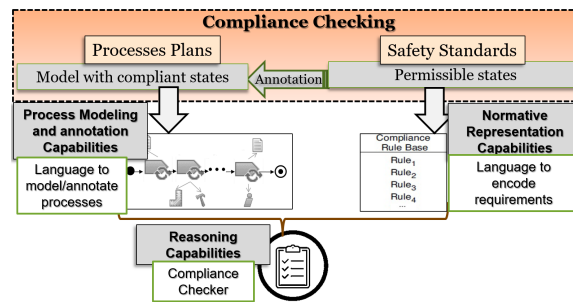 Compliance Checking
Processes Plans
Safety Standards
Model with compliant states
Annotation
Permissible states
Process Modeling
and annotation
Capabilities
Language to
model/annotate
processes
Compliance
Rule Base
Rule1
Rule2
Rule3
Rule4
...
Normative
Representation
Capabilities
Language to
encode
requirements
Reasoning
Capabilities
Compliance
Checker